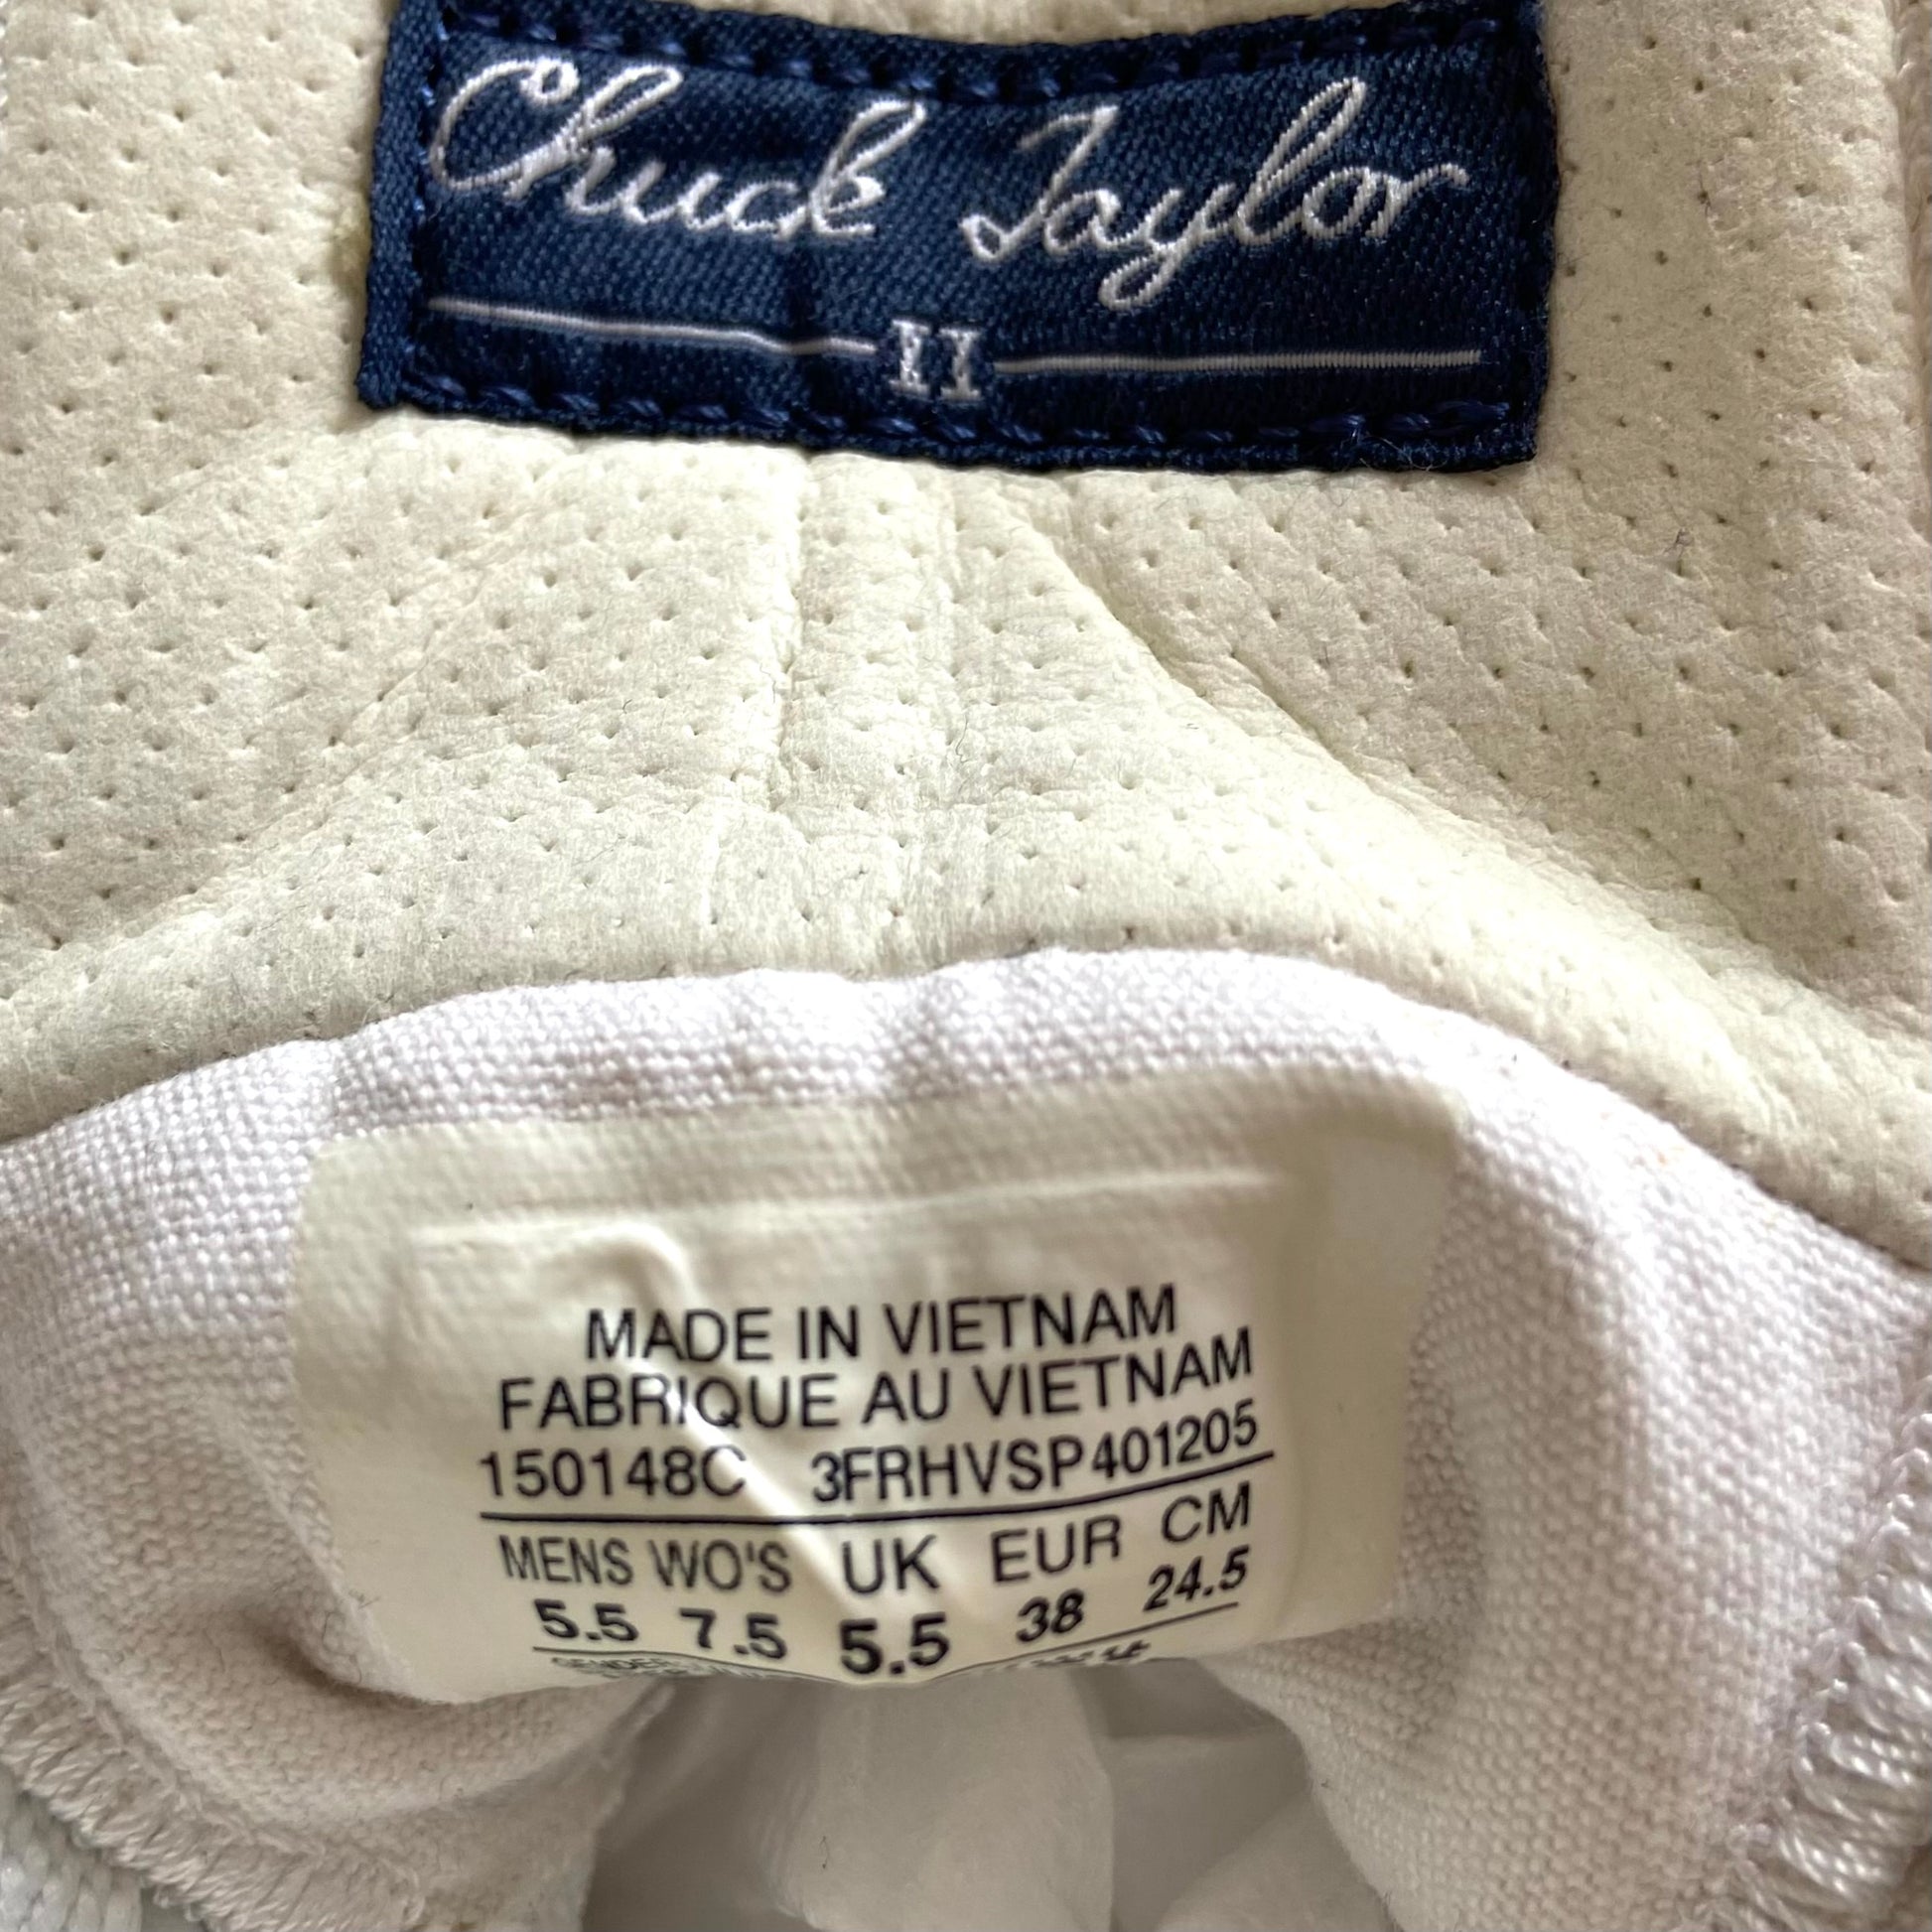 Chuck Taylor
II
MADE IN VIETNAM
FABRIQUE AU VIETNAM
150148C 3FRHVSP401205
MENS WO'S UK EUR CM
5.5 7.5 5.5 38 24.5